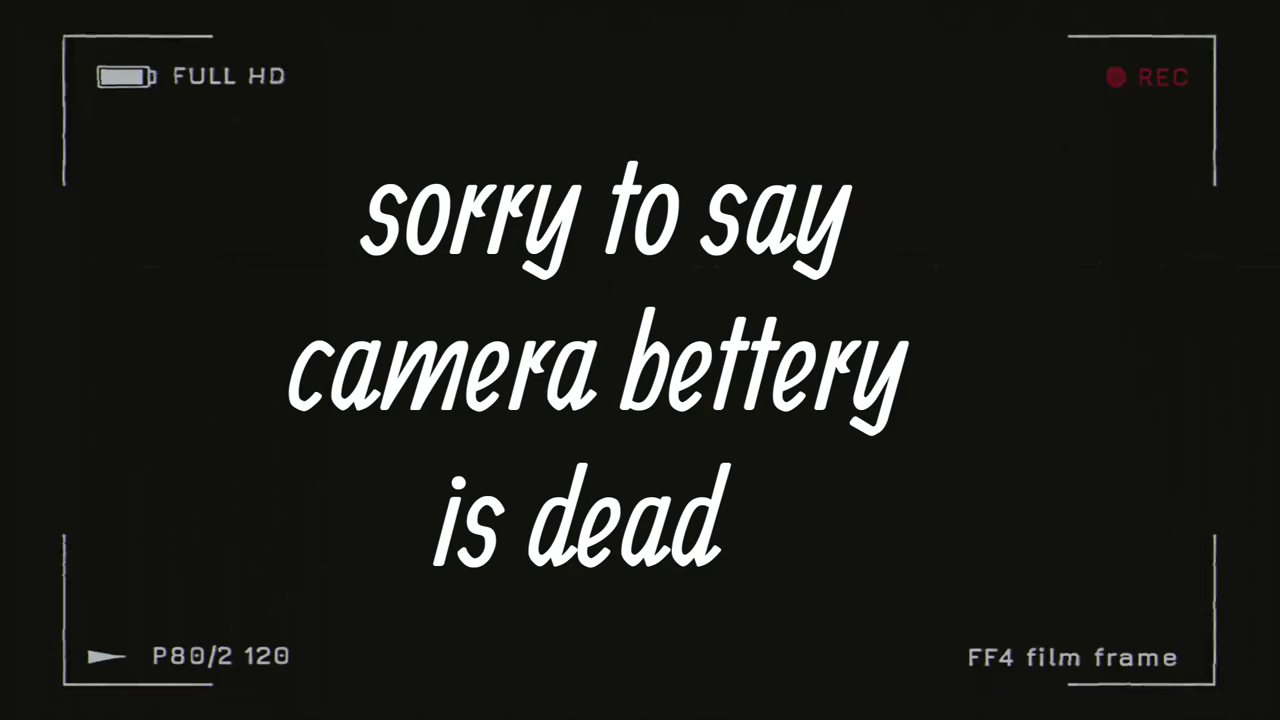 FULL HD
REC
sorry to say
camera bettery
is dead
P80/2 120
FF4 film frame